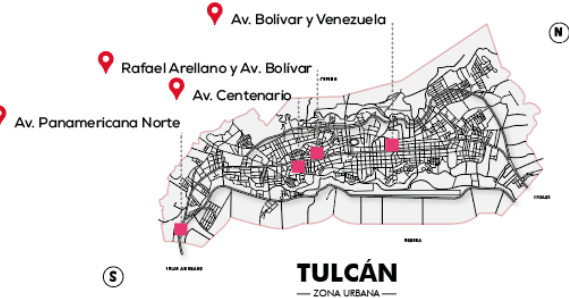 Av. Bolívar y Venezuela
N
Rafael Arellano y Av. Bolívar
Av. Centenario
Av. Panamericana Norte
S
TULCÁN
ZONA URBANA